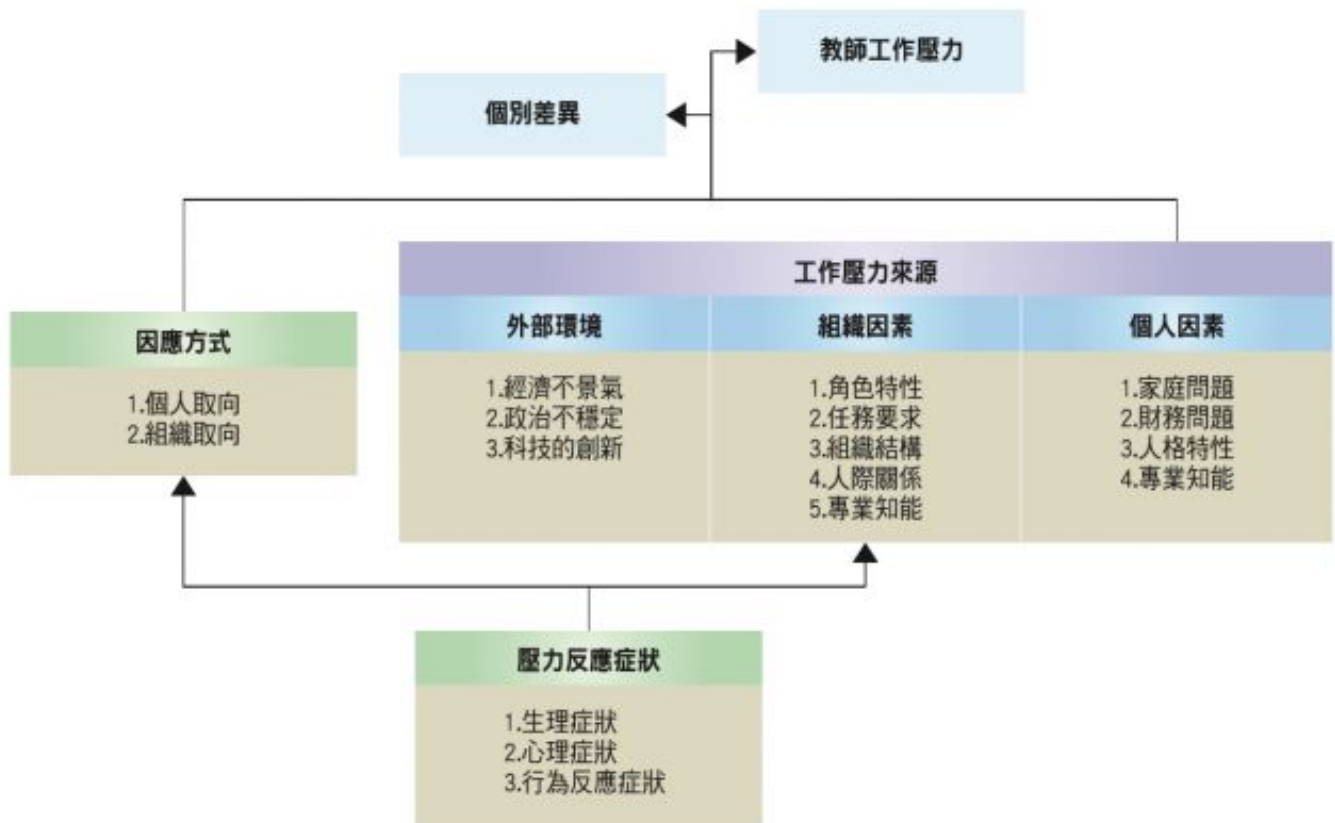 教師工作壓力
個別差異
工作壓力來源
因應方式
1.個人取向
2.組織取向
外部環境
1.經濟不景氣
2.政治不穩定
3.科技的創新
組織因素
1.角色特性
2.任務要求
3.組織結構
4.人際關係
5.專業知能
個人因素
1.家庭問題
2.財務問題
3.人格特性
4.專業知能
壓力反應症狀
1.生理症狀
2.心理症狀
3.行為反應症狀